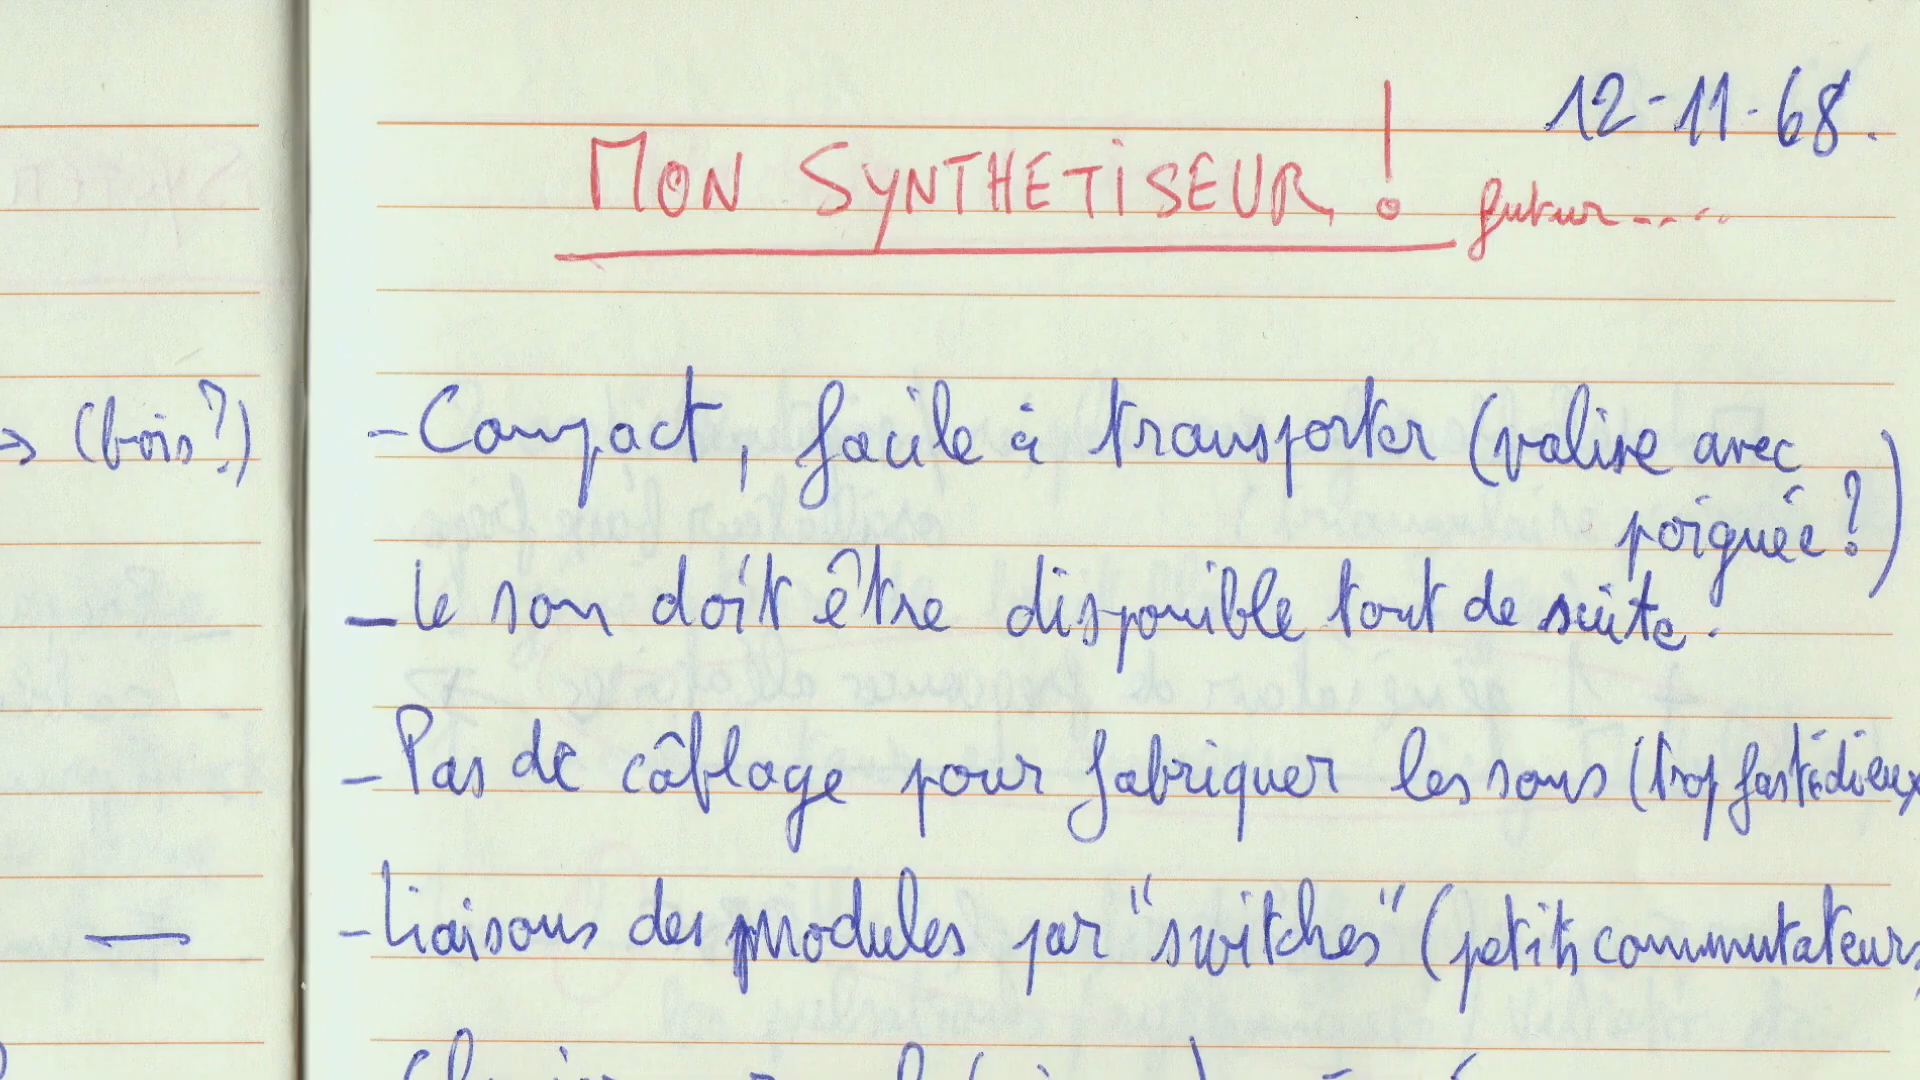 12-11-68.
MON SYNTHETISEUR ! futur....
→ (bois?)
- Compact, facile à transporter (valise avec
poignée?)
- le son doit être disponible tout de suite.
- Pas de câblage pour fabriquer les sons (trop fastidieux
- Liaisons des modules par "switches" (petits commutateurs